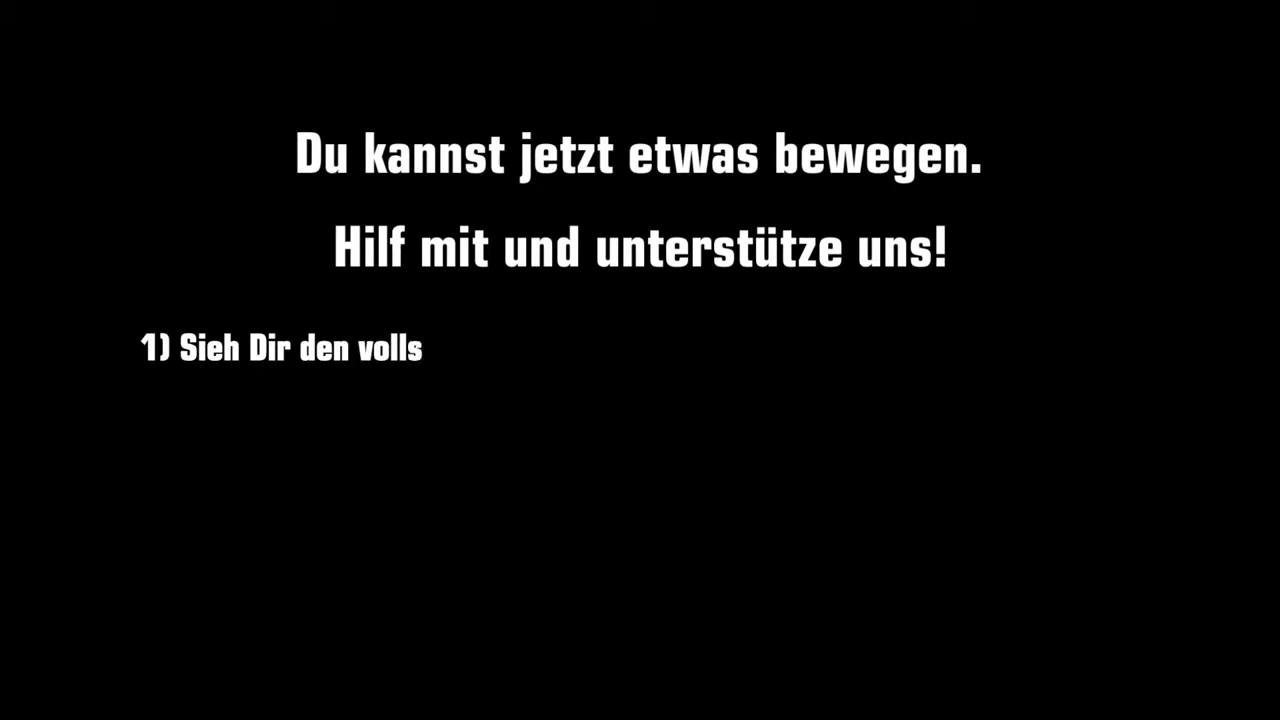 Du kannst jetzt etwas bewegen.
Hilf mit und unterstütze uns!
1) Sieh Dir den volls